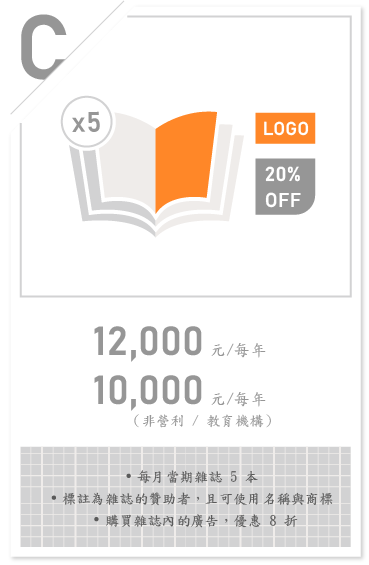 C
x5
LOGO
20%
OFF
12,000 元/每年
10,000 元/每年
(非營利 / 教育機構)
• 每月當期雜誌 5 本
• 標註為雜誌的贊助者，且可使用名稱與商標
• 購買雜誌內的廣告，優惠 8 折